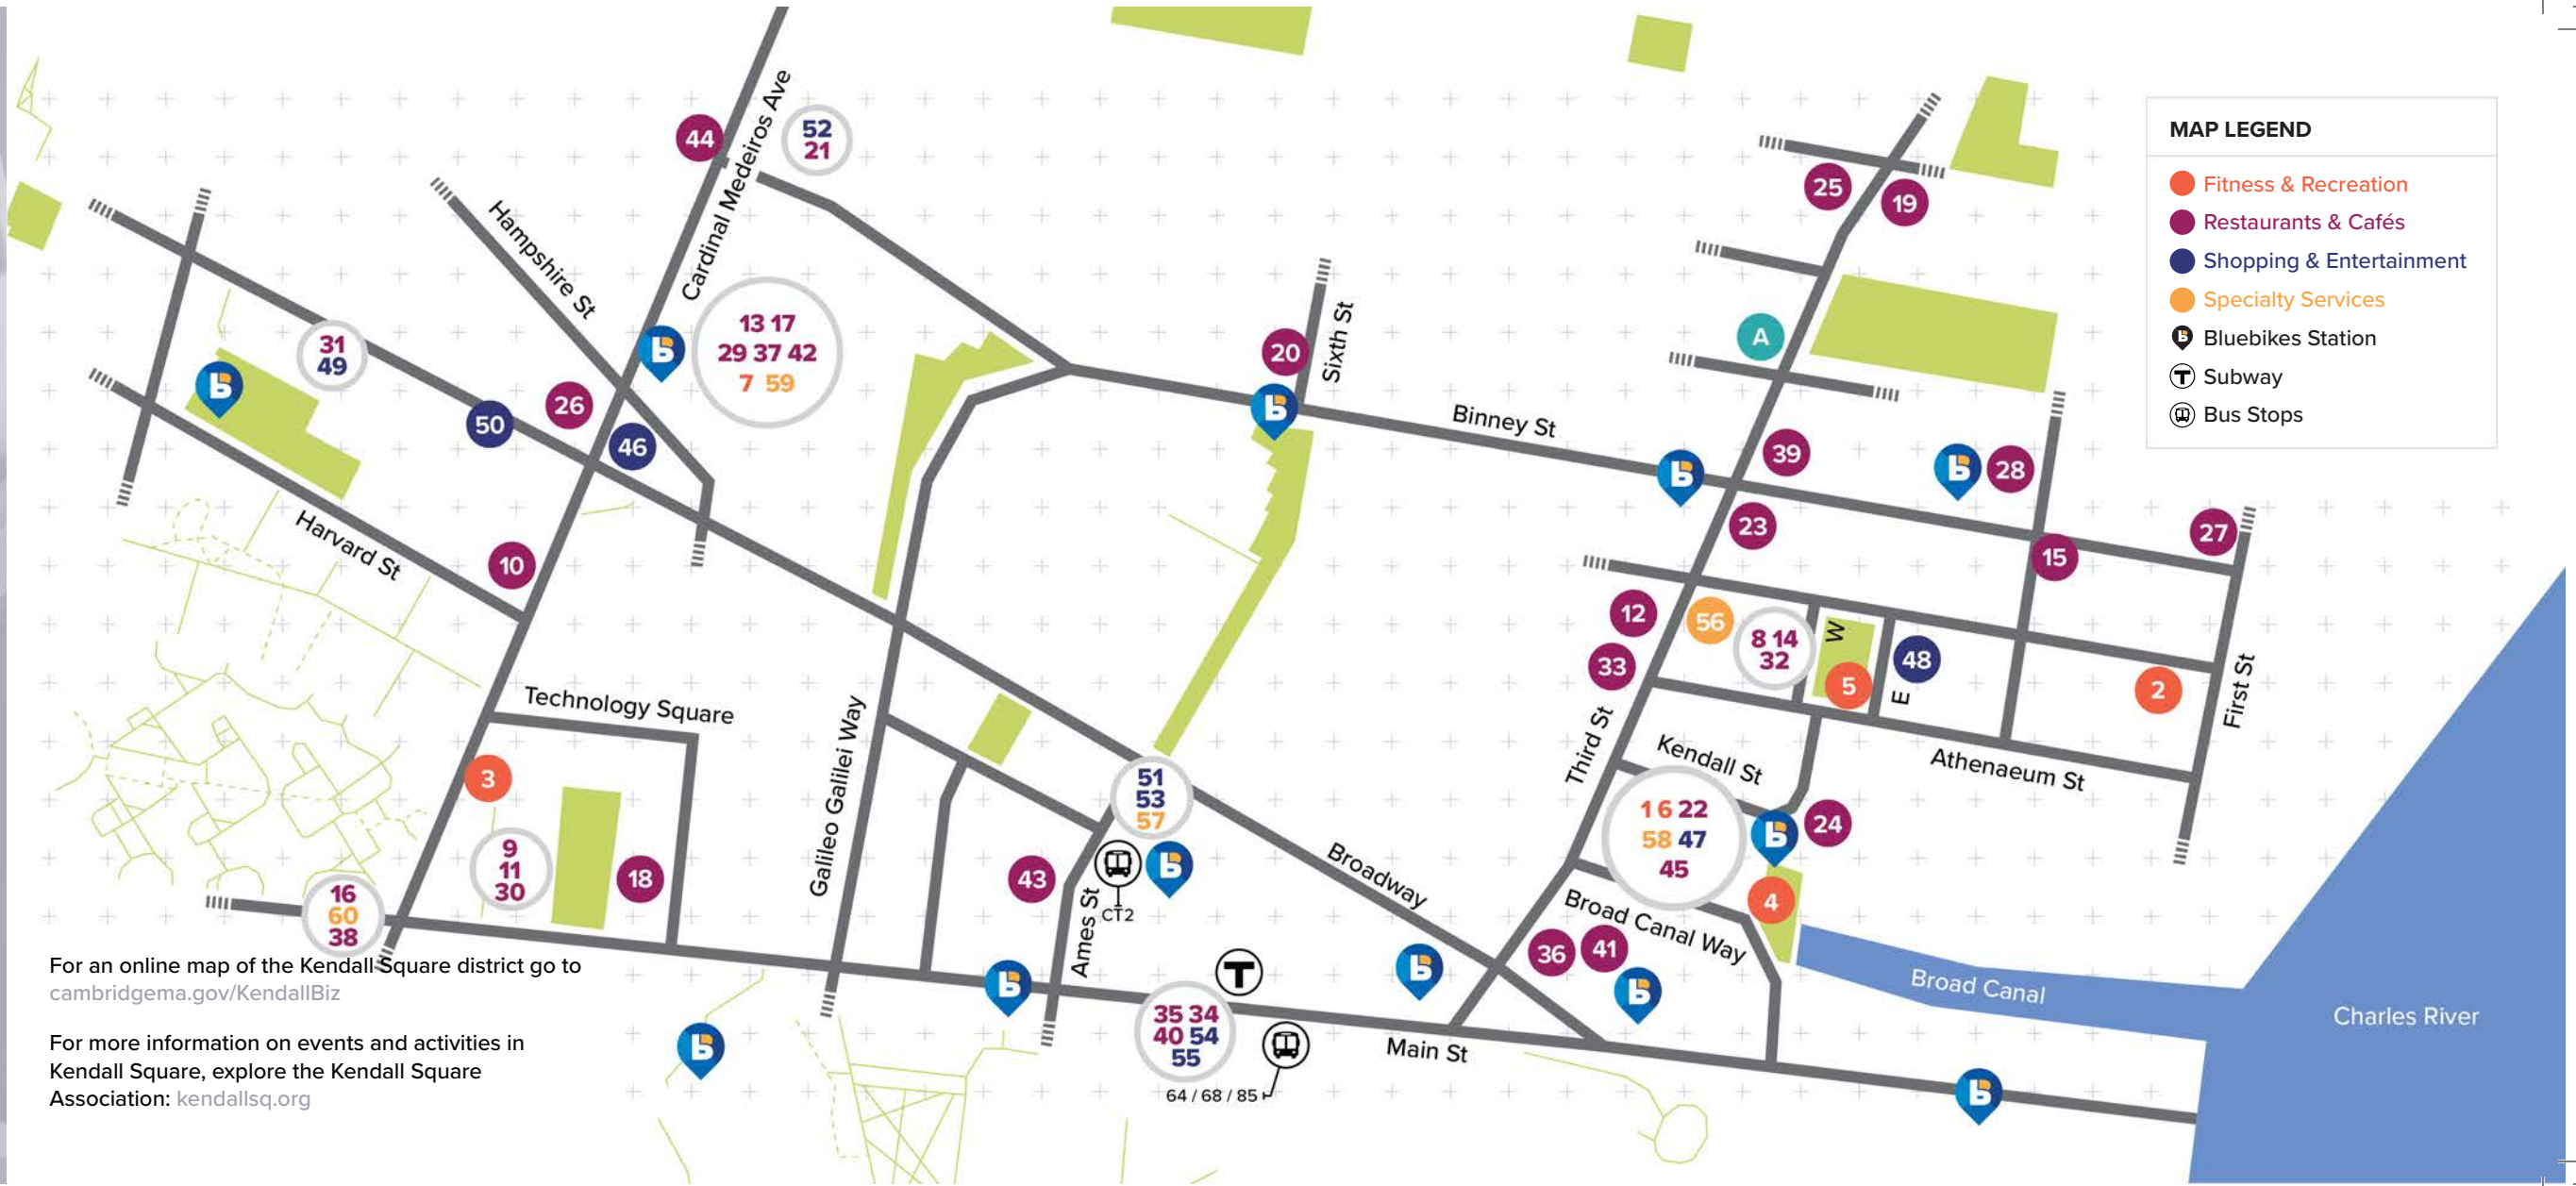 44
Cardinal Medeiros Ave
52
21
Hampshire St
13 17
29 37 42
7 59
31
49
50
26
46
20
Sixth St
Binney St
25
19
A
39
28
23
15
27
Harvard St
10
12
56
8 14
32
W
5
E
48
33
2
First St
Technology Square
Galileo Galilei Way
3
9
11
30
18
16
60
38
51
53
57
43
CT2
Ames St
Broadway
Third St
Kendall St
Athenaeum St
1 6 22
58 47
45
24
4
Broad Canal Way
36
41
Broad Canal
Charles River
T
35 34
40 54
55
64 / 68 / 85
Main St
MAP LEGEND
Fitness & Recreation
Restaurants & Cafés
Shopping & Entertainment
Specialty Services
Bluebikes Station
T Subway
Bus Stops
For an online map of the Kendall Square district go to
cambridgema.gov/KendallBiz
For more information on events and activities in
Kendall Square, explore the Kendall Square
Association: kendallsq.org